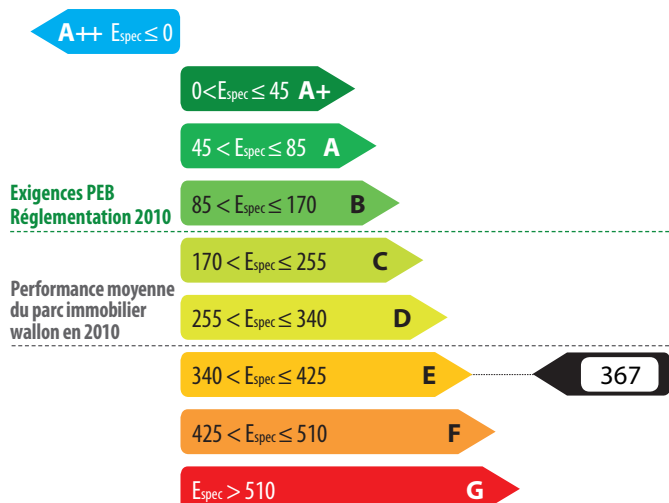 A++ Espec ≤ 0
0<Espec ≤ 45 A+
45 < Espec ≤ 85 A
Exigences PEB
Réglementation 2010
85 < Espec ≤ 170 B
170 < Espec ≤ 255 C
Performance moyenne
du parc immobilier
wallon en 2010
255 < Espec ≤ 340 D
340 < Espec ≤ 425 E
367
425 < Espec ≤ 510 F
Espec > 510 G